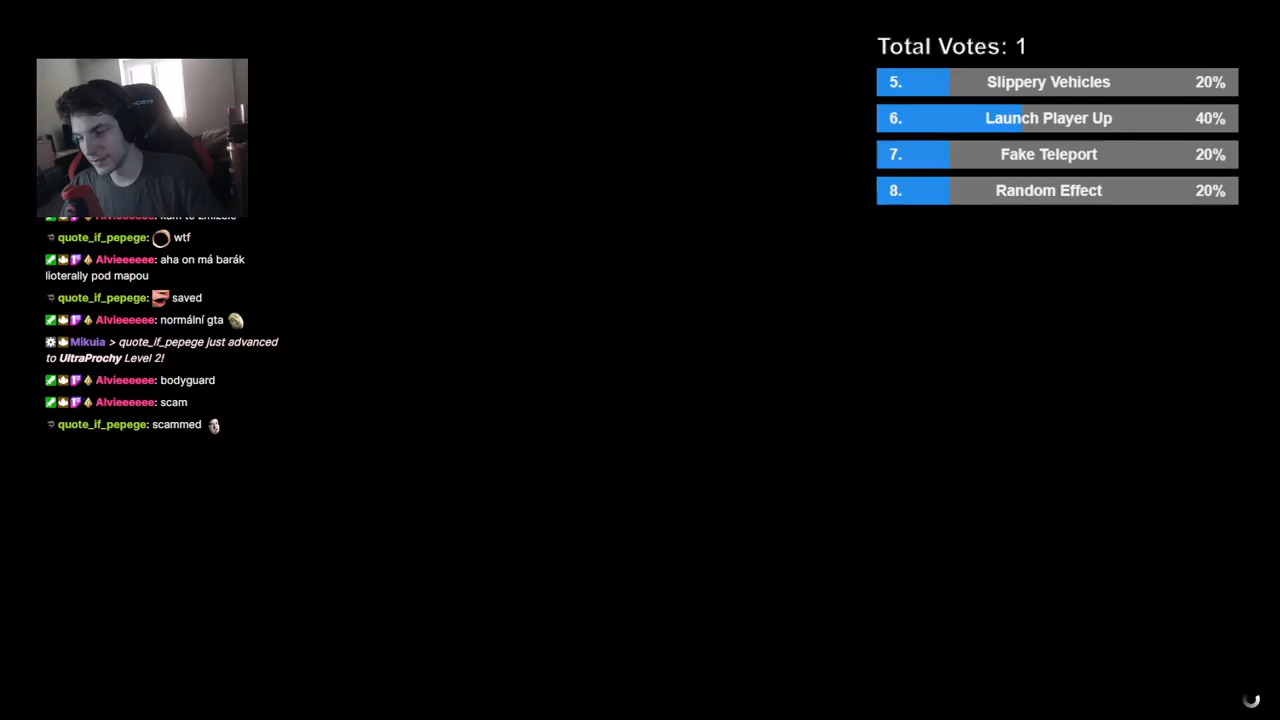 Total Votes: 1
5. Slippery Vehicles 20%
6. Launch Player Up 40%
7. Fake Teleport 20%
8. Random Effect 20%
quote_if_pepege: wtf
Alvieeeeee: aha on má barák
lioterally pod mapou
quote_if_pepege: saved
Alvieeeeee: normální gta
Mikuia > quote_if_pepege just advanced
to UltraProchy Level 2!
Alvieeeeee: bodyguard
Alvieeeeee: scam
quote_if_pepege: scammed